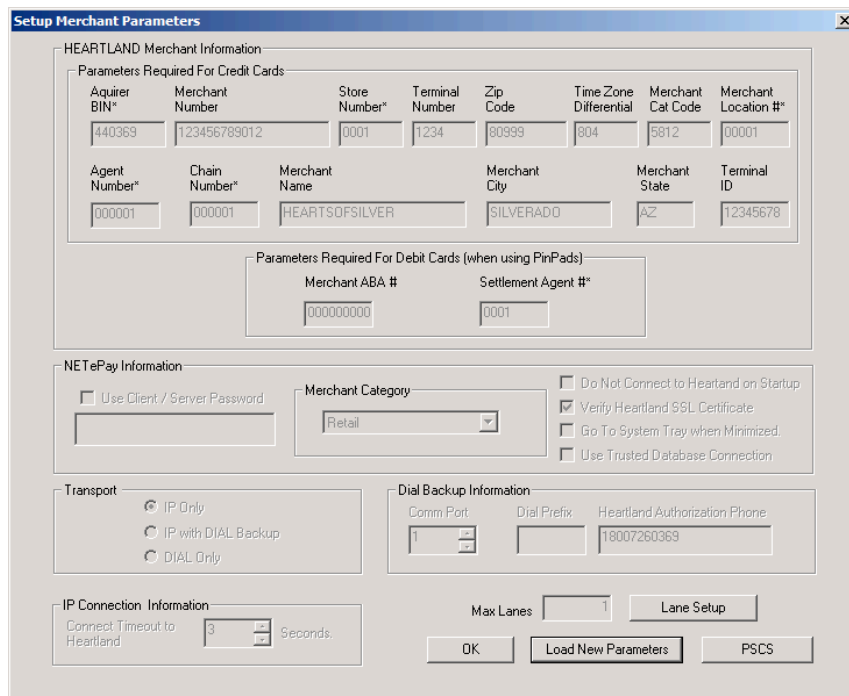 Setup Merchant Parameters
HEARTLAND Merchant Information
Parameters Required For Credit Cards
Aquirer BIN*
Merchant Number
Store Number*
Terminal Number
Zip Code
Time Zone Differential
Merchant Cat Code
Merchant Location #*
440369 123456789012 0001 1234 80999 804 5812 00001
Agent Number*
Chain Number*
Merchant Name
Merchant City
Merchant State
Terminal ID
000001 000001 HEARTSOFSILVER SILVERADO AZ 12345678
Parameters Required For Debit Cards (when using PinPads)
Merchant ABA # Settlement Agent #*
000000000 0001
NETePay Information
Use Client / Server Password
Merchant Category
Retail
Do Not Connect to Heartland on Startup
Verify Heartland SSL Certificate
Go To System Tray when Minimized.
Use Trusted Database Connection
Transport
IP Only
IP with DIAL Backup
DIAL Only
Dial Backup Information
Comm Port Dial Prefix Heartland Authorization Phone
1 18007260369
IP Connection Information
Connect Timeout to
Heartland
3 Seconds.
Max Lanes 1 Lane Setup
OK Load New Parameters PSCS